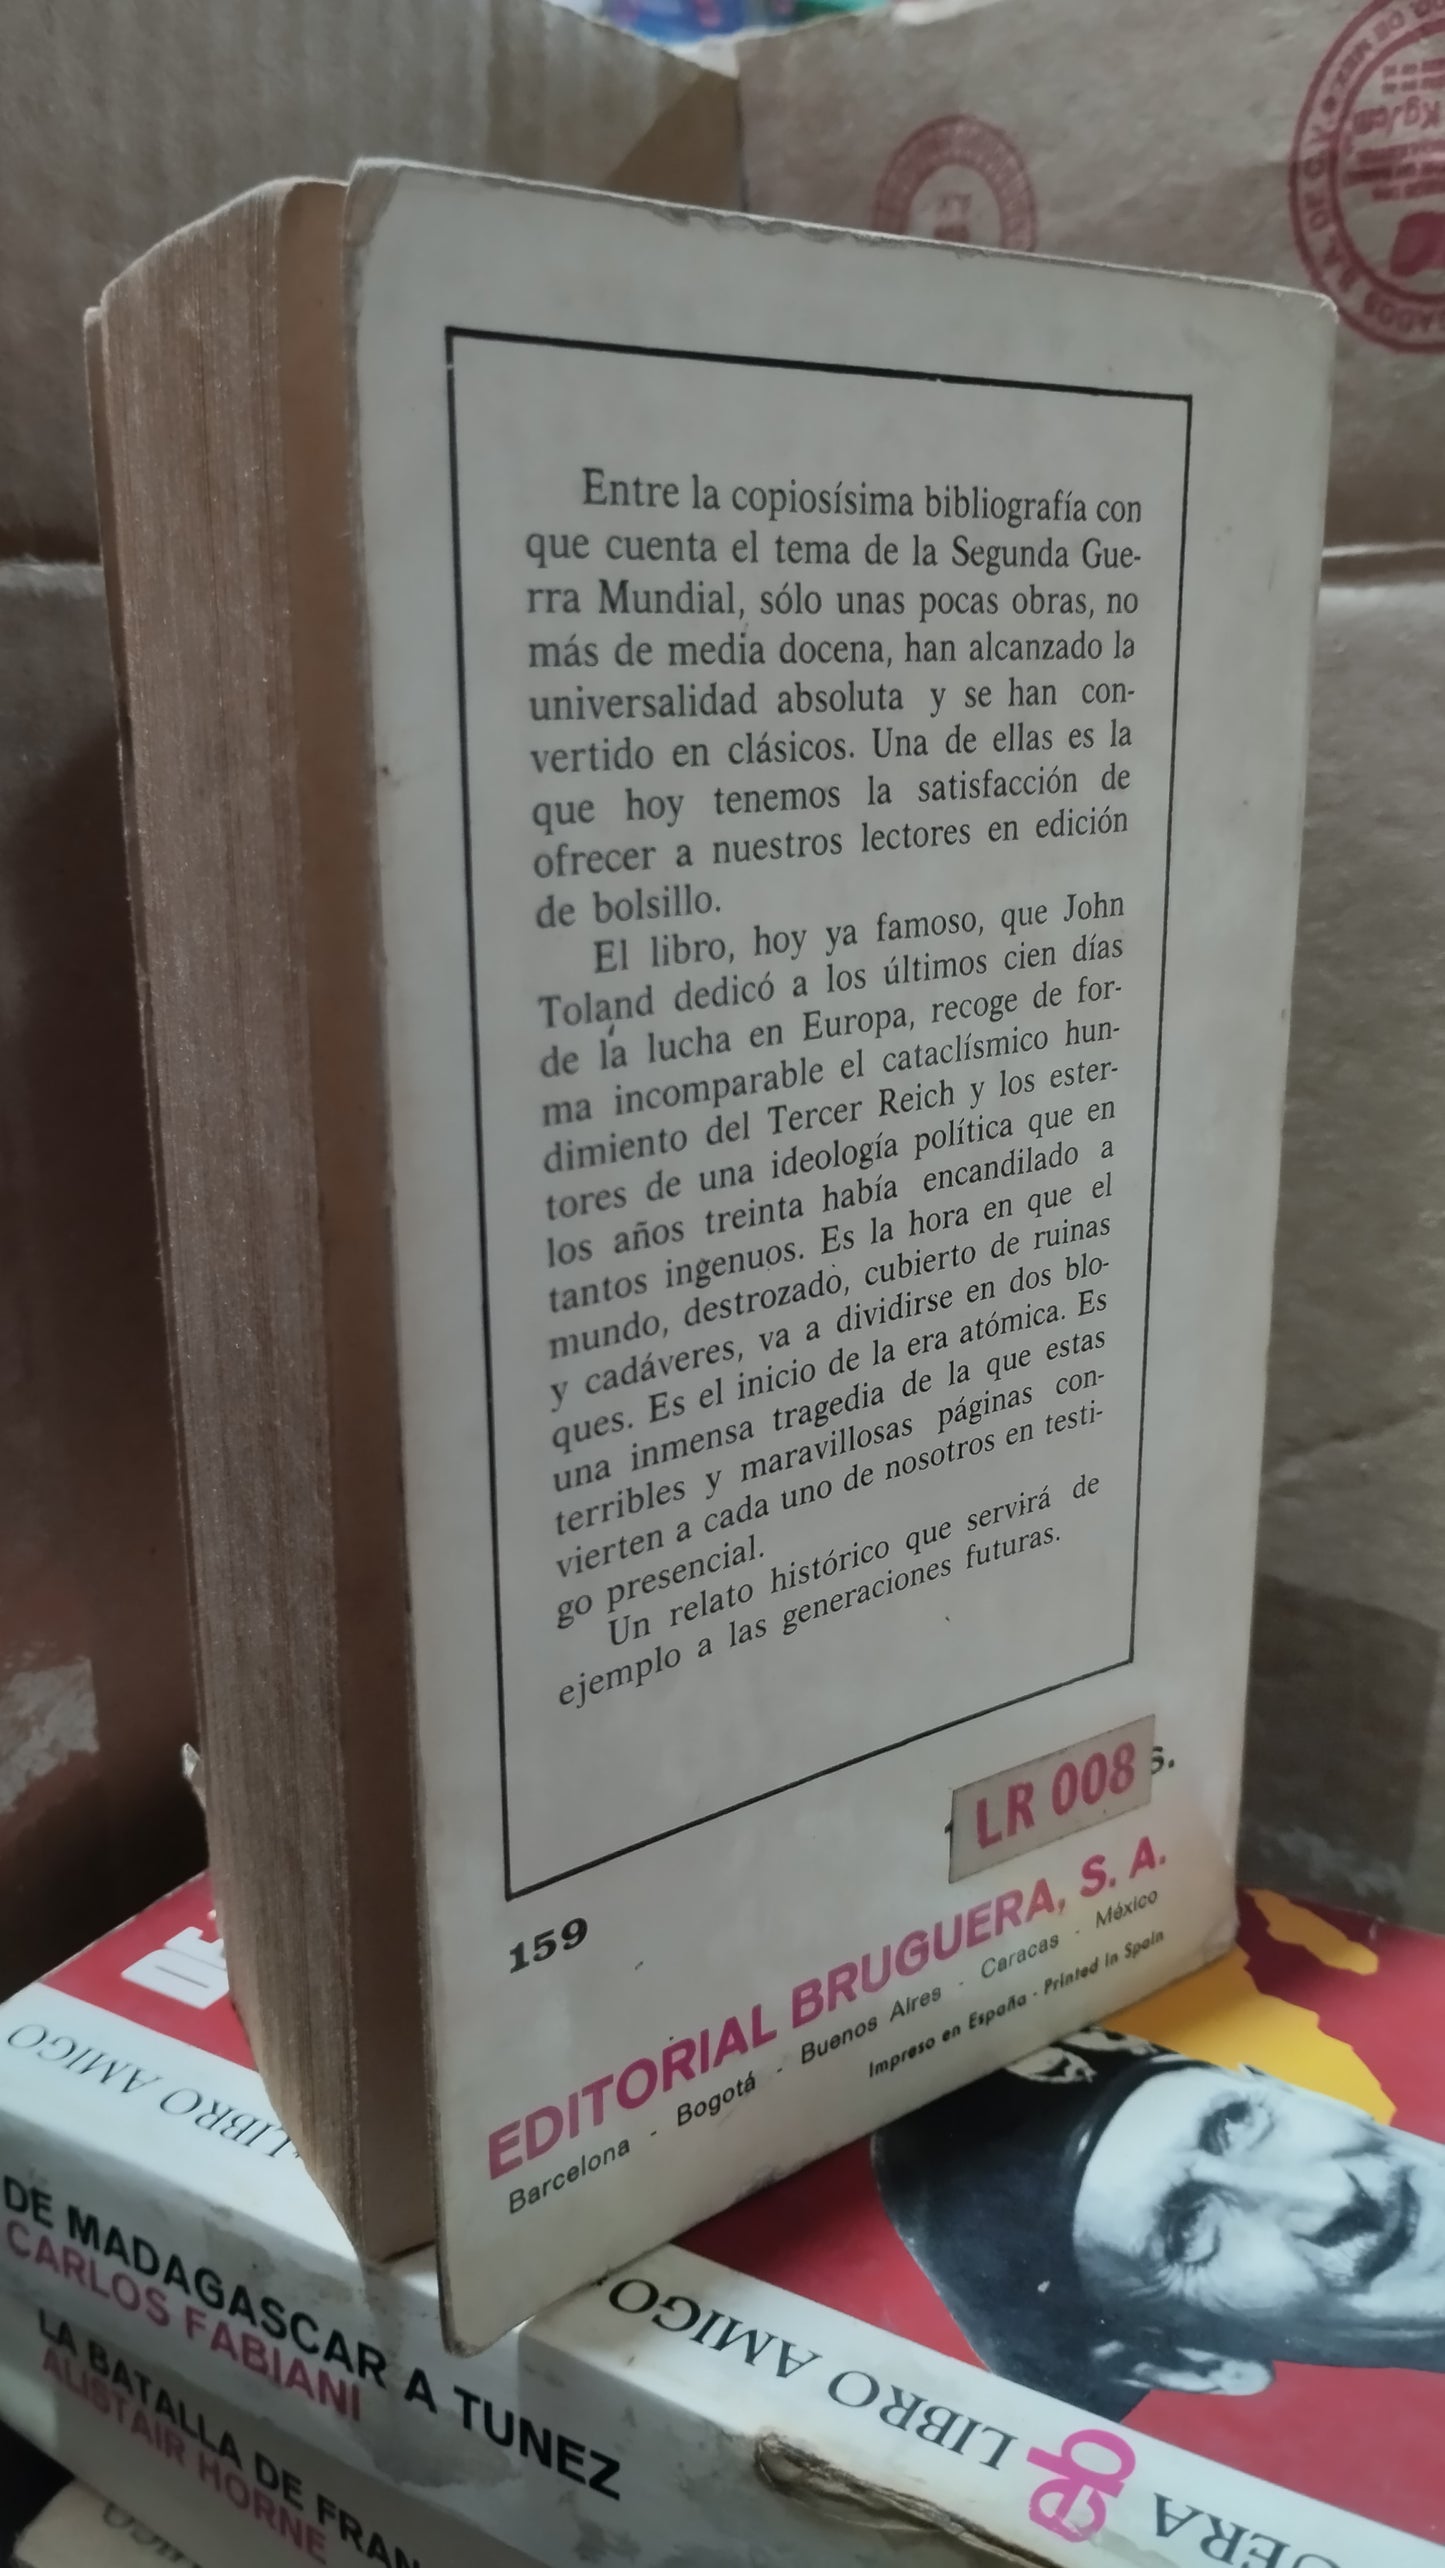 Entre la copiosísima bibliografía con
que cuenta el tema de la Segunda Gue-
rra Mundial, sólo unas pocas obras, no
más de media docena, han alcanzado la
universalidad absoluta y se han con-
vertido en clásicos. Una de ellas es la
que hoy tenemos la satisfacción de
ofrecer a nuestros lectores en edición
de bolsillo.
El libro, hoy ya famoso, que John
Toland dedicó a los últimos cien días
de la lucha en Europa, recoge de for-
ma incomparable el cataclísmico hun-
dimiento del Tercer Reich y los ester-
tores de una ideología política que en
los años treinta había encandilado a
tantos ingenuos. Es la hora en que el
mundo, destrozado, cubierto de ruinas
y cadáveres, va a dividirse en dos blo-
ques. Es el inicio de la era atómica. Es
una inmensa tragedia de la que estas
terribles y maravillosas páginas con-
vierten a cada uno de nosotros en testi-
go presencial.
Un relato histórico que servirá de
ejemplo a las generaciones futuras.
LR 008 s.
159
EDITORIAL BRUGUERA, S. A.
Barcelona - Bogotá - Buenos Aires - Caracas - México
Impreso en España - Printed in Spain
LIBRO AMIGO
DE MADAGASCAR A TUNEZ
CARLOS FABIANI
LA BATALLA DE FRAN
ALISTAIR HORNE
LIBRO AMIGO
Kg/cm